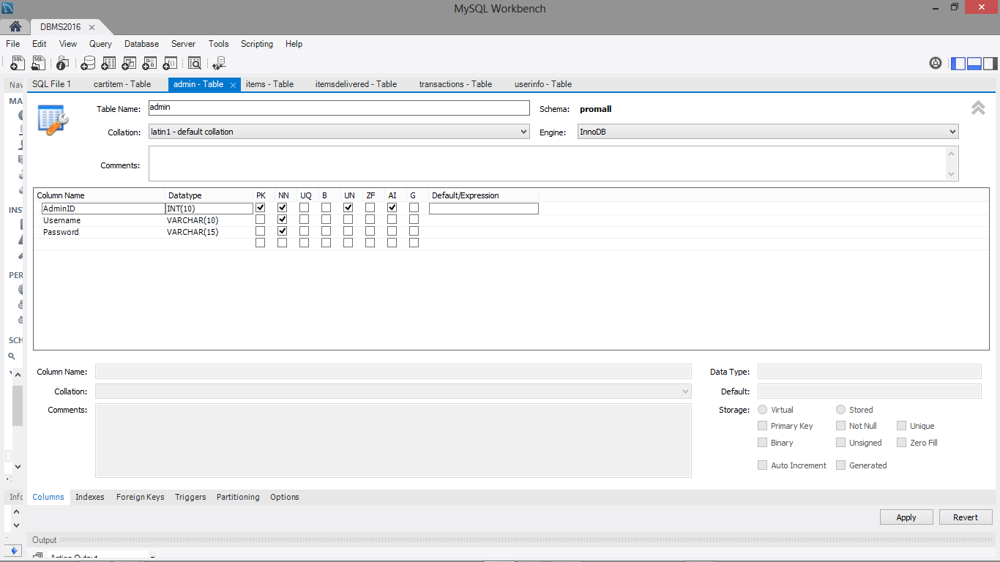 MySQL Workbench
DBMS2016
File Edit View Query Database Server Tools Scripting Help
Nav SQL File 1 cartitem - Table admin - Table items - Table itemsdelivered - Table transactions - Table userinfo - Table
MA
Table Name: admin Schema: promall
Collation: latin1 - default collation Engine: InnoDB
Comments:
Column Name Datatype PK NN UQ B UN ZF AI G Default/Expression
AdminID INT(10)
INS
Username VARCHAR(10)
Password VARCHAR(15)
PER
SCH
Column Name: Data Type:
Collation: Default:
Comments: Storage: Virtual Stored
Primary Key Not Null Unique
Binary Unsigned Zero Fill
Auto Increment Generated
Info Columns Indexes Foreign Keys Triggers Partitioning Options
Apply Revert
Output
Action Output